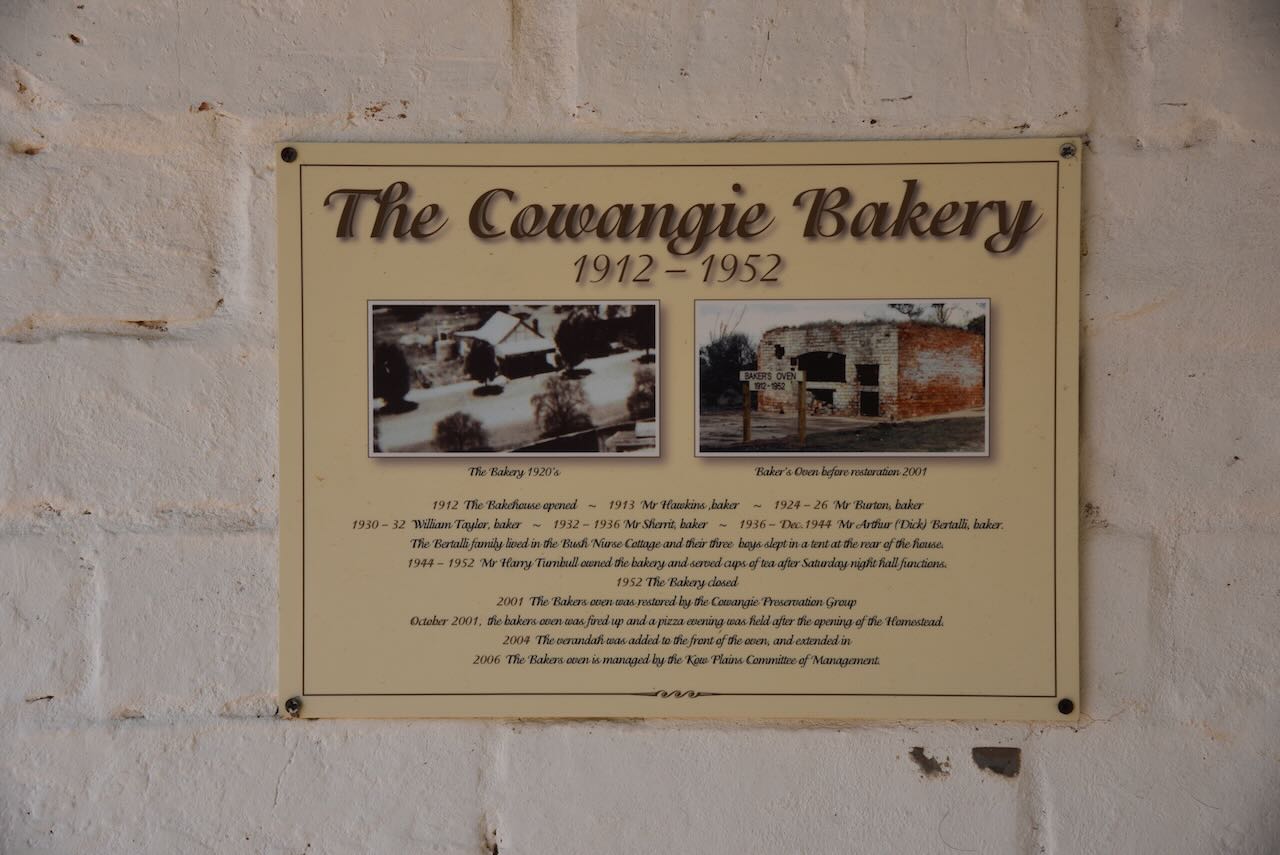 The Cowangie Bakery
1912 – 1952
BAKER'S OVEN
1912-1952
The Bakery 1920's
Baker's Oven before restoration 2001
1912 The Bakehouse opened ~ 1913 Mr Hawkins ,baker ~ 1924 – 26 Mr Burton, baker
1930 – 32 William Taylor, baker ~ 1932 – 1936 Mr Sherrit, baker ~ 1936 – Dec.1944 Mr Arthur (Dick) Bertalli, baker.
The Bertalli family lived in the Bush Nurse Cottage and their three boys slept in a tent at the rear of the house.
1944 – 1952 Mr Harry Turnbull owned the bakery and served cups of tea after Saturday night hall functions.
1952 The Bakery closed
2001 The Bakers oven was restored by the Cowangie Preservation Group
October 2001, the bakers oven was fired up and a pizza evening was held after the opening of the Homestead.
2004 The verandah was added to the front of the oven, and extended in
2006 The Bakers oven is managed by the Kow Plains Committee of Management.